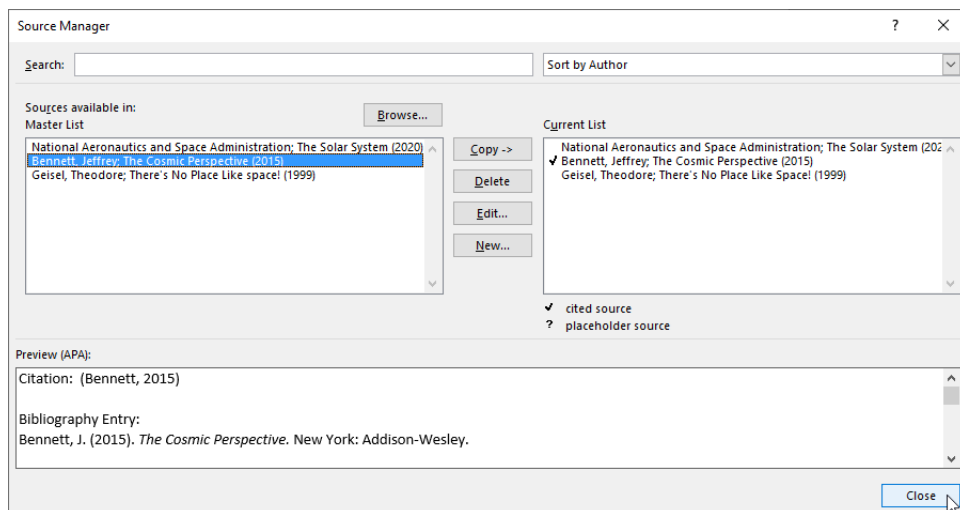 Source Manager
?
Search:
Sort by Author
Sources available in:
Master List
Browse...
National Aeronautics and Space Administration; The Solar System (2020)
Bennett, Jeffrey; The Cosmic Perspective (2015)
Geisel, Theodore; There's No Place Like space! (1999)
Copy ->
Delete
Edit...
New...
Current List
National Aeronautics and Space Administration; The Solar System (202
Bennett, Jeffrey; The Cosmic Perspective (2015)
Geisel, Theodore; There's No Place Like Space! (1999)
cited source
? placeholder source
Preview (APA):
Citation: (Bennett, 2015)
Bibliography Entry:
Bennett, J. (2015). The Cosmic Perspective. New York: Addison-Wesley.
Close